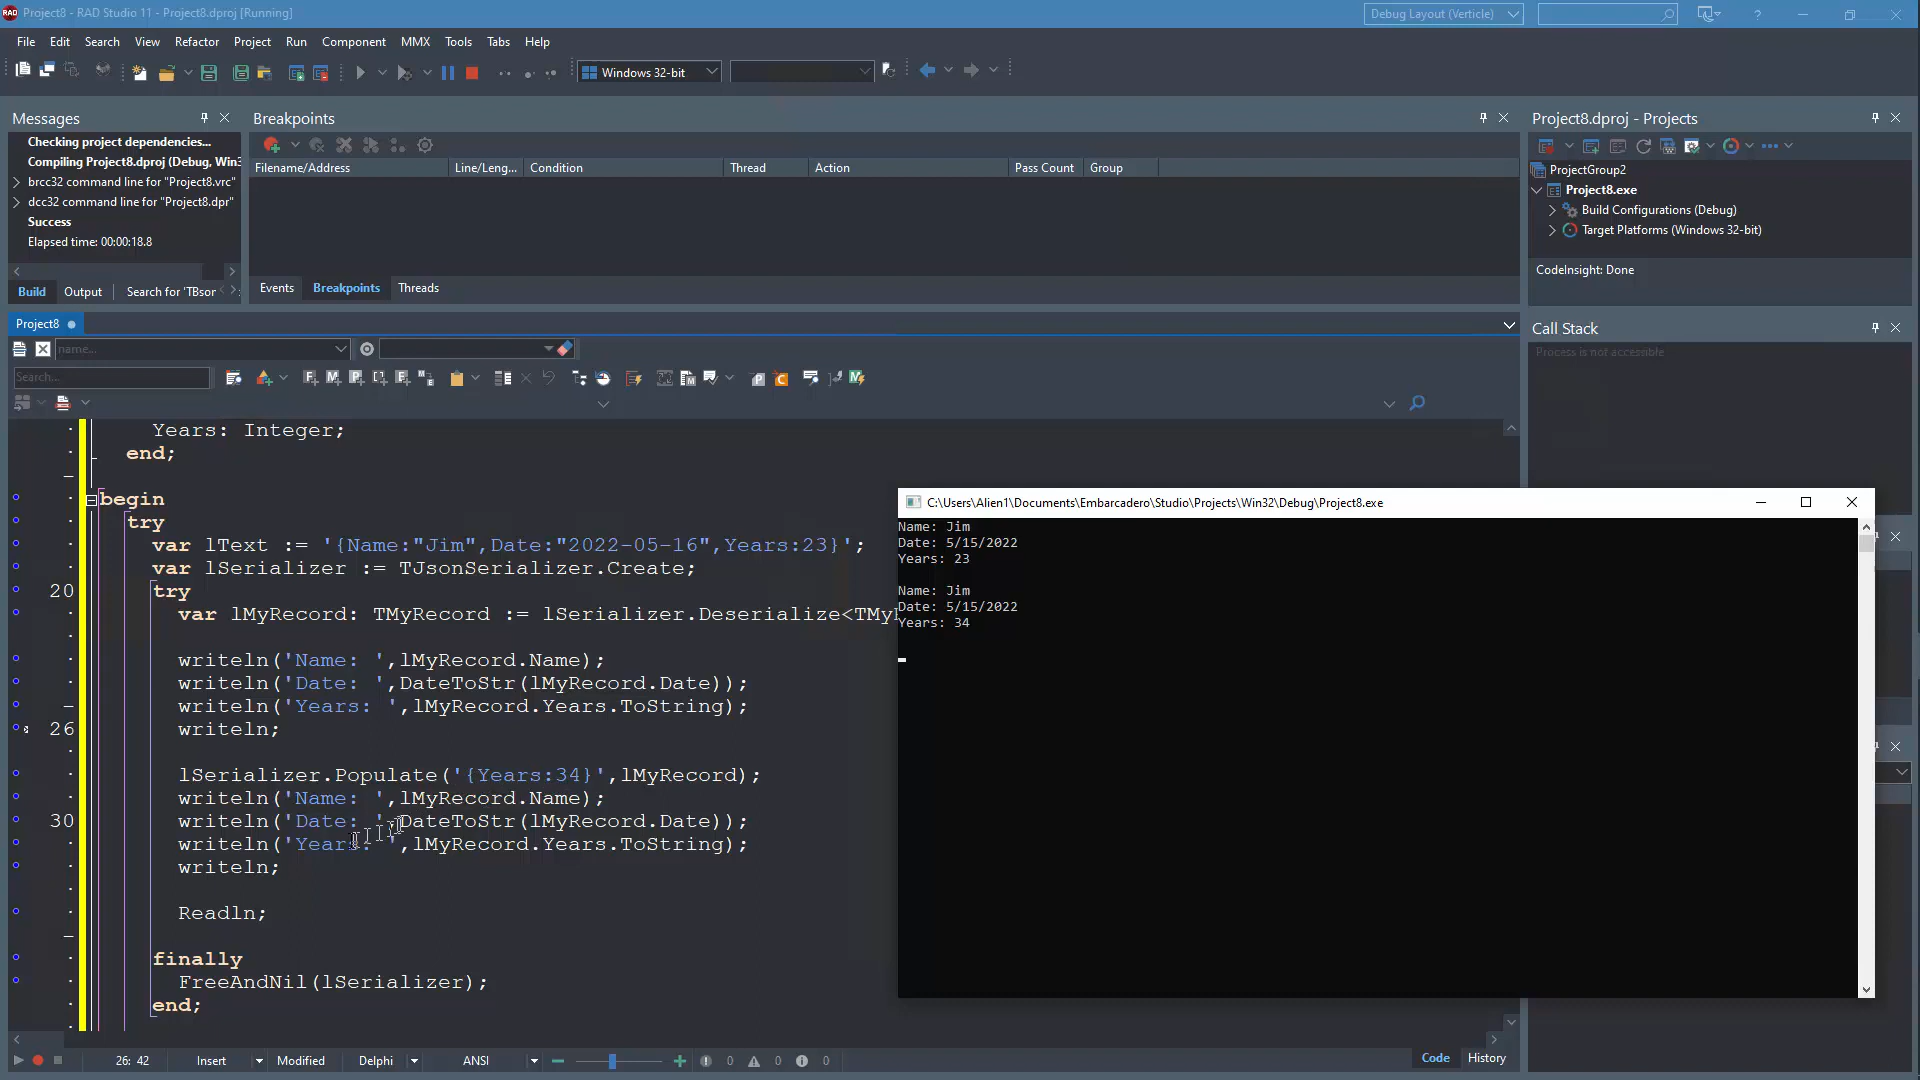 Project8 - RAD Studio 11 - Project8.dproj [Running]
Debug Layout (Verticle)
File Edit Search View Refactor Project Run Component MMX Tools Tabs Help
Windows 32-bit
Messages
Checking project dependencies...
Compiling Project8.dproj (Debug, Win3
brcc32 command line for "Project8.vrc"
dcc32 command line for "Project8.dpr"
Success
Elapsed time: 00:00:18.8
Build Output Search for 'TBsor
Breakpoints
Filename/Address Line/Leng... Condition Thread Action Pass Count Group
Events Breakpoints Threads
Project8.dproj - Projects
ProjectGroup2
Project8.exe
Build Configurations (Debug)
Target Platforms (Windows 32-bit)
CodeInsight: Done
Call Stack
Process is not accessible
Project8
name...
Search...
Years: Integer;
end;
begin
try
var lText := '{Name:"Jim",Date:"2022-05-16",Years:23}';
var lSerializer := TJsonSerializer.Create;
20 try
var lMyRecord: TMyRecord := lSerializer.Deserialize<TMyR
writeln('Name: ',lMyRecord.Name);
writeln('Date: ',DateToStr(lMyRecord.Date));
writeln('Years: ',lMyRecord.Years.ToString);
26 writeln;
lSerializer.Populate('{Years:34}',lMyRecord);
writeln('Name: ',lMyRecord.Name);
30 writeln('Date: ',DateToStr(lMyRecord.Date));
writeln('Years: ',lMyRecord.Years.ToString);
writeln;
Readln;
finally
FreeAndNil(lSerializer);
end;
C:\Users\Alien1\Documents\Embarcadero\Studio\Projects\Win32\Debug\Project8.exe
Name: Jim
Date: 5/15/2022
Years: 23
Name: Jim
Date: 5/15/2022
Years: 34
26: 42 Insert Modified Delphi ANSI 0 0 0
Code History